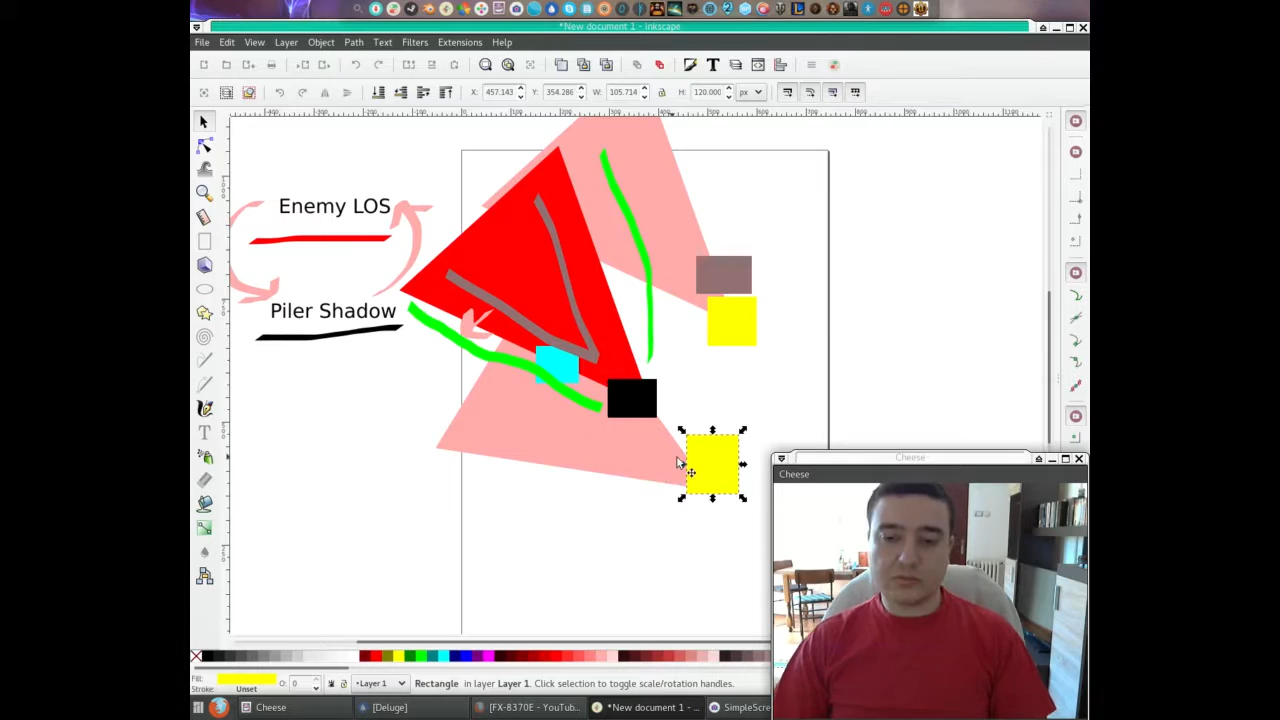 *New document 1 - Inkscape
File Edit View Layer Object Path Text Filters Extensions Help
X: 457.143 Y: 354.286 W: 105.714 H: 120.000 px
Enemy LOS
Piler Shadow
Cheese
Cheese
Fill:
Stroke: Unset
O: 0
•Layer 1
Rectangle in layer Layer 1. Click selection to toggle scale/rotation handles.
Cheese [Deluge] [FX-8370E - YouTub... *New document 1 - ... SimpleScre